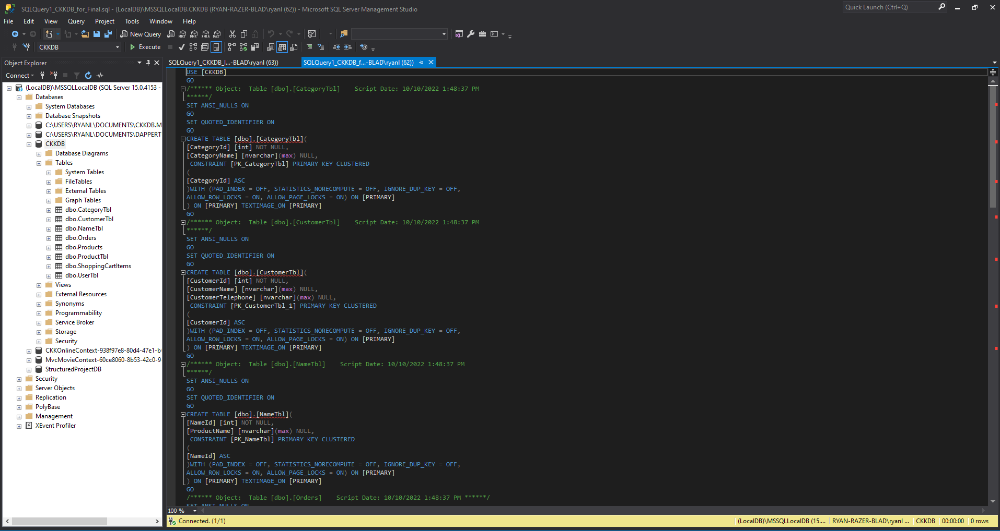 SQLQuery1_CKKDB_for_Final.sql - (LocalDB)\MSSQLLocalDB.CKKDB (RYAN-RAZER-BLAD\ryanl (62)) - Microsoft SQL Server Management Studio
Quick Launch (Ctrl+Q)
File Edit View Query Project Tools Window Help
New Query MDX DMX XMLA DAX
CKKDB Execute
Object Explorer
Connect
(LocalDB)\MSSQLLocalDB (SQL Server 15.0.4153 -
Databases
System Databases
Database Snapshots
C:\USERS\RYANL\DOCUMENTS\CKKDB.M
C:\USERS\RYANL\DOCUMENTS\DAPPERT
CKKDB
Database Diagrams
Tables
System Tables
FileTables
External Tables
Graph Tables
dbo.CategoryTbl
dbo.CustomerTbl
dbo.NameTbl
dbo.Orders
dbo.Products
dbo.ProductTbl
dbo.ShoppingCartItems
dbo.UserTbl
Views
External Resources
Synonyms
Programmability
Service Broker
Storage
Security
CKKOnlineContext-938f97e8-80d4-47e1-b
MvcMovieContext-60ce8060-8b53-42c0-9
StructuredProjectDB
Security
Server Objects
Replication
PolyBase
Management
XEvent Profiler
SQLQuery1_CKKDB_I...-BLAD\ryanl (63)) SQLQuery1_CKKDB_f...-BLAD\ryanl (62))
USE [CKKDB]
GO
/****** Object:  Table [dbo].[CategoryTbl]    Script Date: 10/10/2022 1:48:37 PM
******/
SET ANSI_NULLS ON
GO
SET QUOTED_IDENTIFIER ON
GO
CREATE TABLE [dbo].[CategoryTbl](
[CategoryId] [int] NOT NULL,
[CategoryName] [nvarchar](max) NULL,
CONSTRAINT [PK_CategoryTbl] PRIMARY KEY CLUSTERED
(
[CategoryId] ASC
)WITH (PAD_INDEX = OFF, STATISTICS_NORECOMPUTE = OFF, IGNORE_DUP_KEY = OFF,
ALLOW_ROW_LOCKS = ON, ALLOW_PAGE_LOCKS = ON) ON [PRIMARY]
) ON [PRIMARY] TEXTIMAGE_ON [PRIMARY]
GO
/****** Object:  Table [dbo].[CustomerTbl]    Script Date: 10/10/2022 1:48:37 PM
******/
SET ANSI_NULLS ON
GO
SET QUOTED_IDENTIFIER ON
GO
CREATE TABLE [dbo].[CustomerTbl](
[CustomerId] [int] NOT NULL,
[CustomerName] [nvarchar](max) NULL,
[CustomerTelephone] [nvarchar](max) NULL,
CONSTRAINT [PK_CustomerTbl_1] PRIMARY KEY CLUSTERED
(
[CustomerId] ASC
)WITH (PAD_INDEX = OFF, STATISTICS_NORECOMPUTE = OFF, IGNORE_DUP_KEY = OFF,
ALLOW_ROW_LOCKS = ON, ALLOW_PAGE_LOCKS = ON) ON [PRIMARY]
) ON [PRIMARY] TEXTIMAGE_ON [PRIMARY]
GO
/****** Object:  Table [dbo].[NameTbl]    Script Date: 10/10/2022 1:48:37 PM
******/
SET ANSI_NULLS ON
GO
SET QUOTED_IDENTIFIER ON
GO
CREATE TABLE [dbo].[NameTbl](
[NameId] [int] NOT NULL,
[ProductName] [nvarchar](max) NULL,
CONSTRAINT [PK_NameTbl] PRIMARY KEY CLUSTERED
(
[NameId] ASC
)WITH (PAD_INDEX = OFF, STATISTICS_NORECOMPUTE = OFF, IGNORE_DUP_KEY = OFF,
ALLOW_ROW_LOCKS = ON, ALLOW_PAGE_LOCKS = ON) ON [PRIMARY]
) ON [PRIMARY] TEXTIMAGE_ON [PRIMARY]
GO
/****** Object:  Table [dbo].[Orders]    Script Date: 10/10/2022 1:48:37 PM ******/
SET ANSI_NULLS ON
100 %
Connected. (1/1) (LocalDB)\MSSQLLocalDB (15.... RYAN-RAZER-BLAD\ryanl ... CKKDB 00:00:00 0 rows